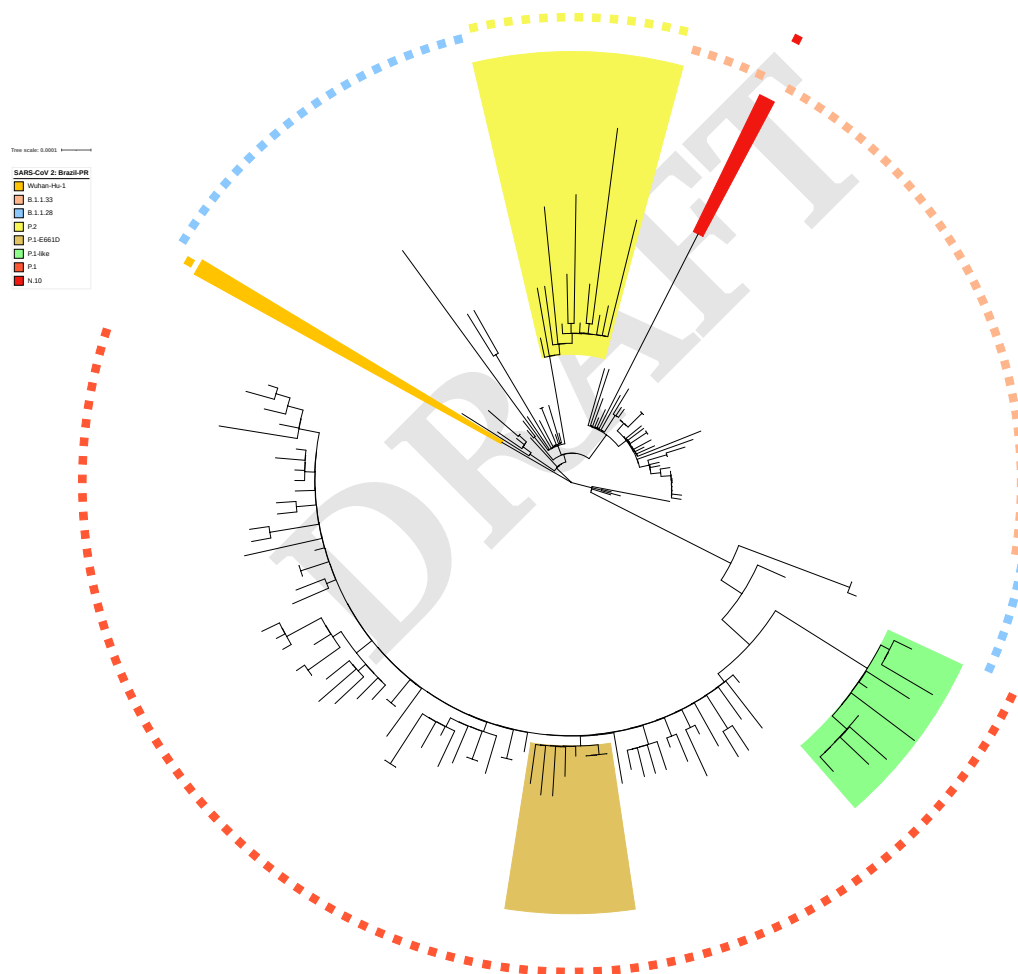 Tree scale: 0.0001
SARS-CoV 2: Brazil-PR
Wuhan-Hu-1
B.1.1.33
B.1.1.28
P.2
P.1-E661D
P.1-like
P.1
N.10
DRAFT